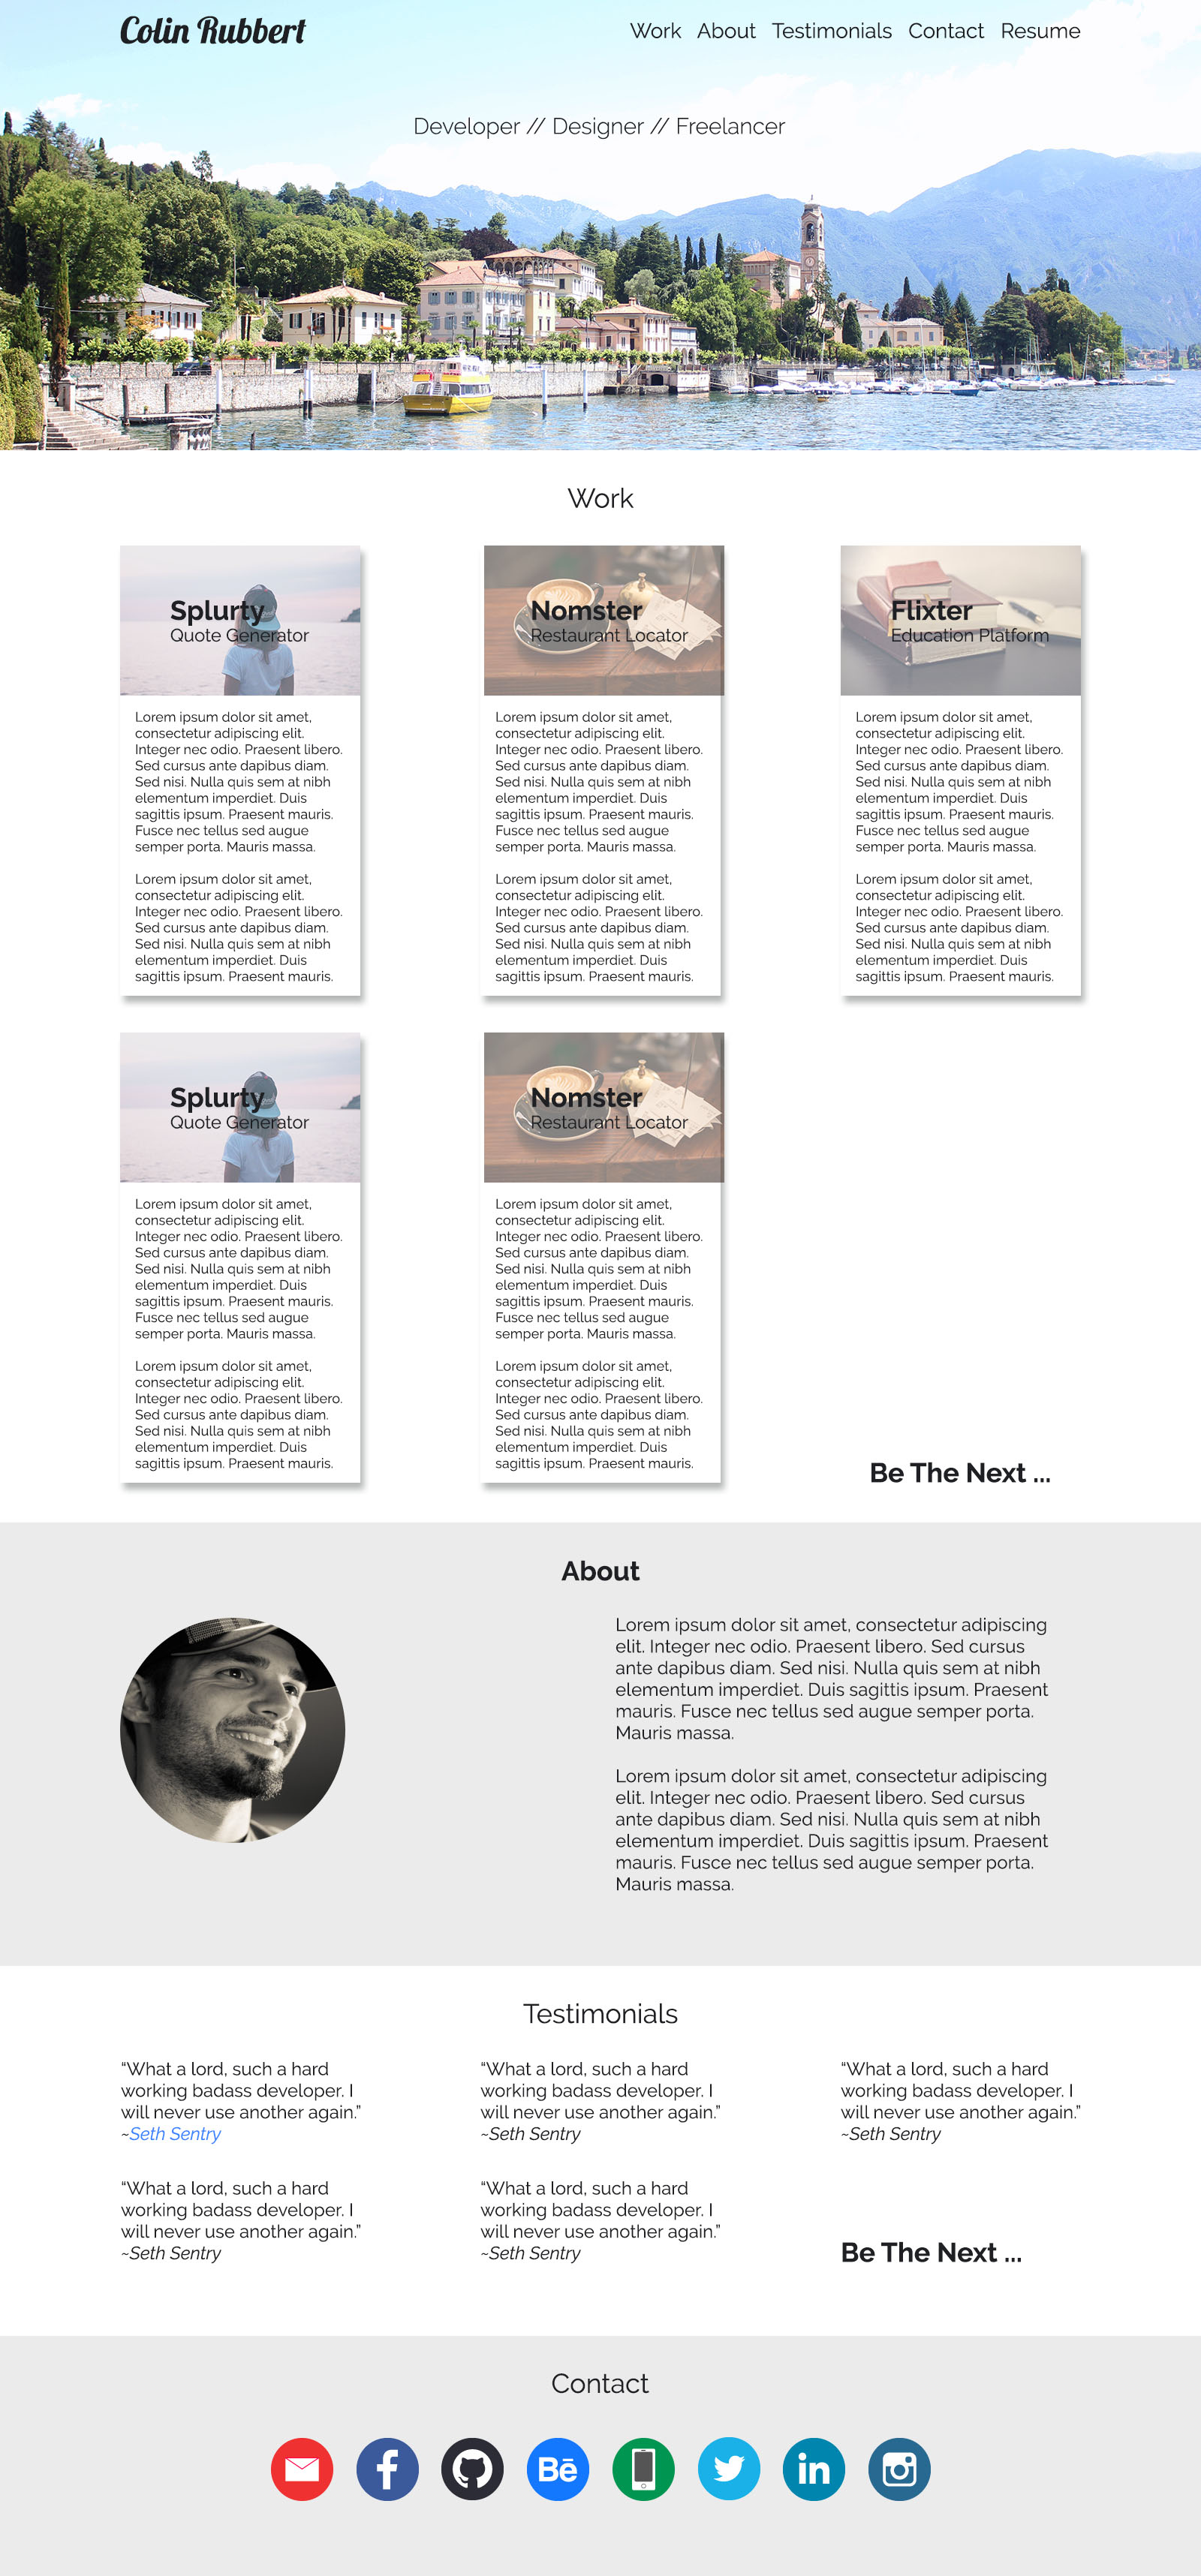 Colin Rubbert
Work About Testimonials Contact Resume
Developer // Designer // Freelancer
Work
Splurty
Quote Generator
Lorem ipsum dolor sit amet,
consectetur adipiscing elit.
Integer nec odio. Praesent libero.
Sed cursus ante dapibus diam.
Sed nisi. Nulla quis sem at nibh
elementum imperdiet. Duis
sagittis ipsum. Praesent mauris.
Fusce nec tellus sed augue
semper porta. Mauris massa.
Lorem ipsum dolor sit amet,
consectetur adipiscing elit.
Integer nec odio. Praesent libero.
Sed cursus ante dapibus diam.
Sed nisi. Nulla quis sem at nibh
elementum imperdiet. Duis
sagittis ipsum. Praesent mauris.
Nomster
Restaurant Locator
Lorem ipsum dolor sit amet,
consectetur adipiscing elit.
Integer nec odio. Praesent libero.
Sed cursus ante dapibus diam.
Sed nisi. Nulla quis sem at nibh
elementum imperdiet. Duis
sagittis ipsum. Praesent mauris.
Fusce nec tellus sed augue
semper porta. Mauris massa.
Lorem ipsum dolor sit amet,
consectetur adipiscing elit.
Integer nec odio. Praesent libero.
Sed cursus ante dapibus diam.
Sed nisi. Nulla quis sem at nibh
elementum imperdiet. Duis
sagittis ipsum. Praesent mauris.
Flixter
Education Platform
Lorem ipsum dolor sit amet,
consectetur adipiscing elit.
Integer nec odio. Praesent libero.
Sed cursus ante dapibus diam.
Sed nisi. Nulla quis sem at nibh
elementum imperdiet. Duis
sagittis ipsum. Praesent mauris.
Fusce nec tellus sed augue
semper porta. Mauris massa.
Lorem ipsum dolor sit amet,
consectetur adipiscing elit.
Integer nec odio. Praesent libero.
Sed cursus ante dapibus diam.
Sed nisi. Nulla quis sem at nibh
elementum imperdiet. Duis
sagittis ipsum. Praesent mauris.
Splurty
Quote Generator
Lorem ipsum dolor sit amet,
consectetur adipiscing elit.
Integer nec odio. Praesent libero.
Sed cursus ante dapibus diam.
Sed nisi. Nulla quis sem at nibh
elementum imperdiet. Duis
sagittis ipsum. Praesent mauris.
Fusce nec tellus sed augue
semper porta. Mauris massa.
Lorem ipsum dolor sit amet,
consectetur adipiscing elit.
Integer nec odio. Praesent libero.
Sed cursus ante dapibus diam.
Sed nisi. Nulla quis sem at nibh
elementum imperdiet. Duis
sagittis ipsum. Praesent mauris.
Nomster
Restaurant Locator
Lorem ipsum dolor sit amet,
consectetur adipiscing elit.
Integer nec odio. Praesent libero.
Sed cursus ante dapibus diam.
Sed nisi. Nulla quis sem at nibh
elementum imperdiet. Duis
sagittis ipsum. Praesent mauris.
Fusce nec tellus sed augue
semper porta. Mauris massa.
Lorem ipsum dolor sit amet,
consectetur adipiscing elit.
Integer nec odio. Praesent libero.
Sed cursus ante dapibus diam.
Sed nisi. Nulla quis sem at nibh
elementum imperdiet. Duis
sagittis ipsum. Praesent mauris.
Be The Next ...
About
Lorem ipsum dolor sit amet, consectetur adipiscing
elit. Integer nec odio. Praesent libero. Sed cursus
ante dapibus diam. Sed nisi. Nulla quis sem at nibh
elementum imperdiet. Duis sagittis ipsum. Praesent
mauris. Fusce nec tellus sed augue semper porta.
Mauris massa.
Lorem ipsum dolor sit amet, consectetur adipiscing
elit. Integer nec odio. Praesent libero. Sed cursus
ante dapibus diam. Sed nisi. Nulla quis sem at nibh
elementum imperdiet. Duis sagittis ipsum. Praesent
mauris. Fusce nec tellus sed augue semper porta.
Mauris massa.
Testimonials
“What a lord, such a hard
working badass developer. I
will never use another again.”
~Seth Sentry
“What a lord, such a hard
working badass developer. I
will never use another again.”
~Seth Sentry
“What a lord, such a hard
working badass developer. I
will never use another again.”
~Seth Sentry
“What a lord, such a hard
working badass developer. I
will never use another again.”
~Seth Sentry
“What a lord, such a hard
working badass developer. I
will never use another again.”
~Seth Sentry
Be The Next ...
Contact
f
Bē
in